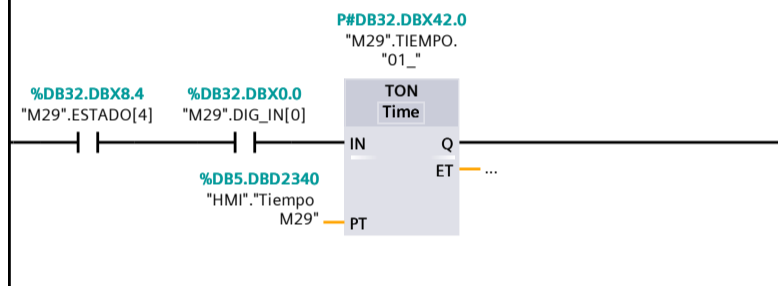 P#DB32.DBX42.0
"M29".TIEMPO.
"01_"
%DB32.DBX8.4
"M29".ESTADO[4]
%DB32.DBX0.0
"M29".DIG_IN[0]
TON
Time
IN
Q
ET
...
%DB5.DBD2340
"HMI"."Tiempo
M29"
PT